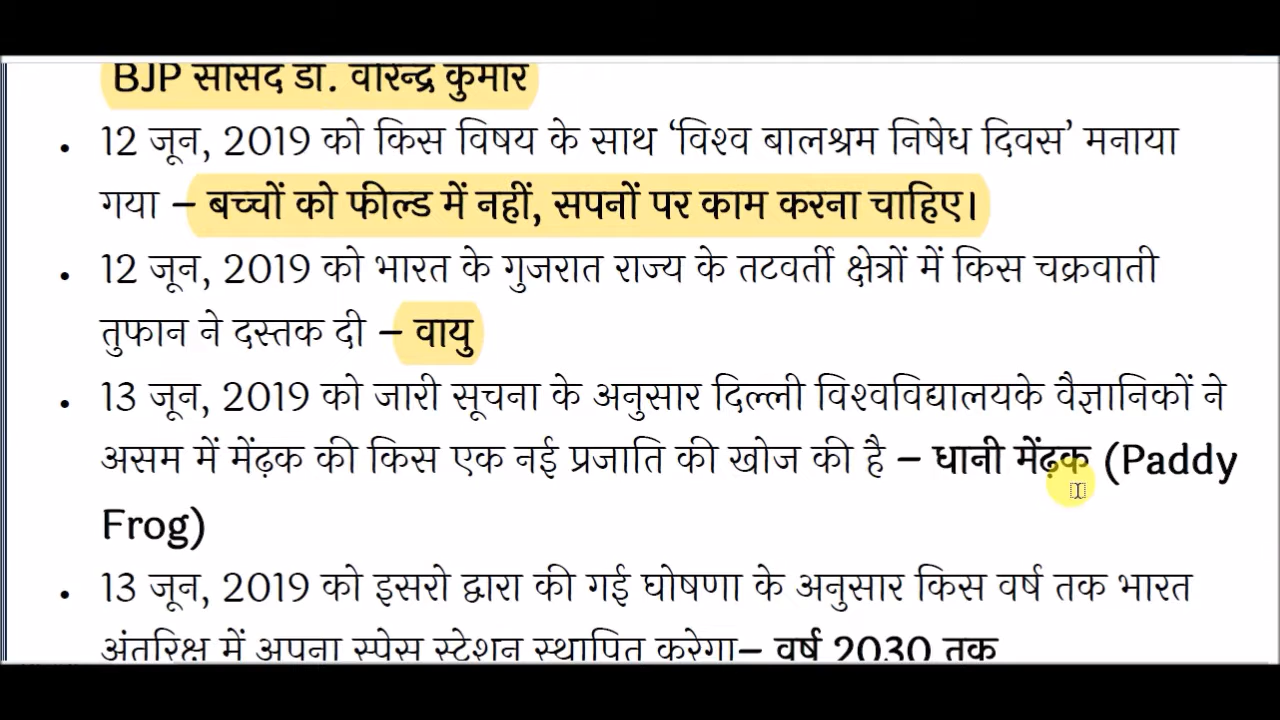 BJP सांसद डॉ. वीरेन्द्र कुमार
• 12 जून, 2019 को किस विषय के साथ ‘विश्व बालश्रम निषेध दिवस’ मनाया
गया – बच्चों को फील्ड में नहीं, सपनों पर काम करना चाहिए।
• 12 जून, 2019 को भारत के गुजरात राज्य के तटवर्ती क्षेत्रों में किस चक्रवाती
तुफान ने दस्तक दी – वायु
• 13 जून, 2019 को जारी सूचना के अनुसार दिल्ली विश्वविद्यालयके वैज्ञानिकों ने
असम में मेंढ़क की किस एक नई प्रजाति की खोज की है – धानी मेंढ़क (Paddy
Frog)
• 13 जून, 2019 को इसरो द्वारा की गई घोषणा के अनुसार किस वर्ष तक भारत
अंतरिक्ष में अपना स्पेस स्टेशन स्थापित करेगा– वर्ष 2030 तक